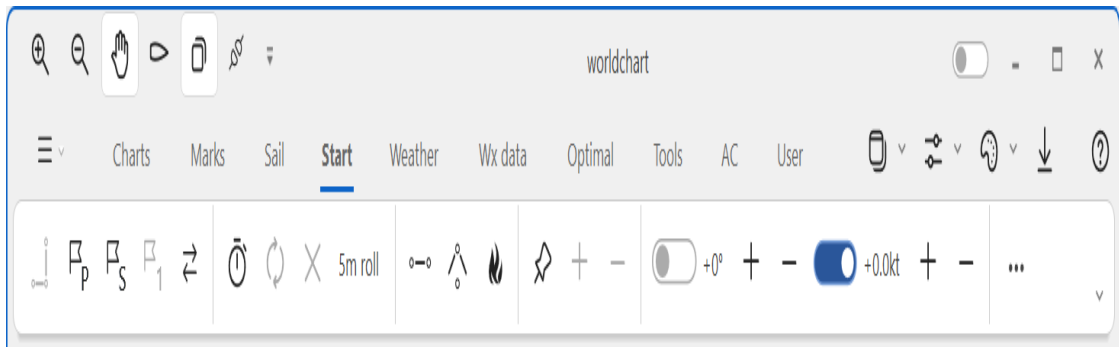 worldchart
Charts Marks Sail Start Weather Wx data Optimal Tools AC User
P S 1 5m roll +0° +0.0kt